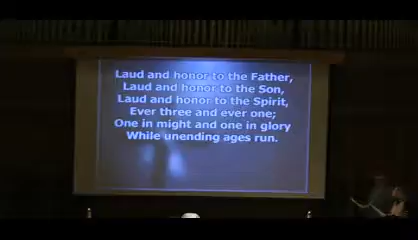 Laud and honor to the Father,
Laud and honor to the Son,
Laud and honor to the Spirit,
Ever three and ever one;
One in might and one in glory
While unending ages run.